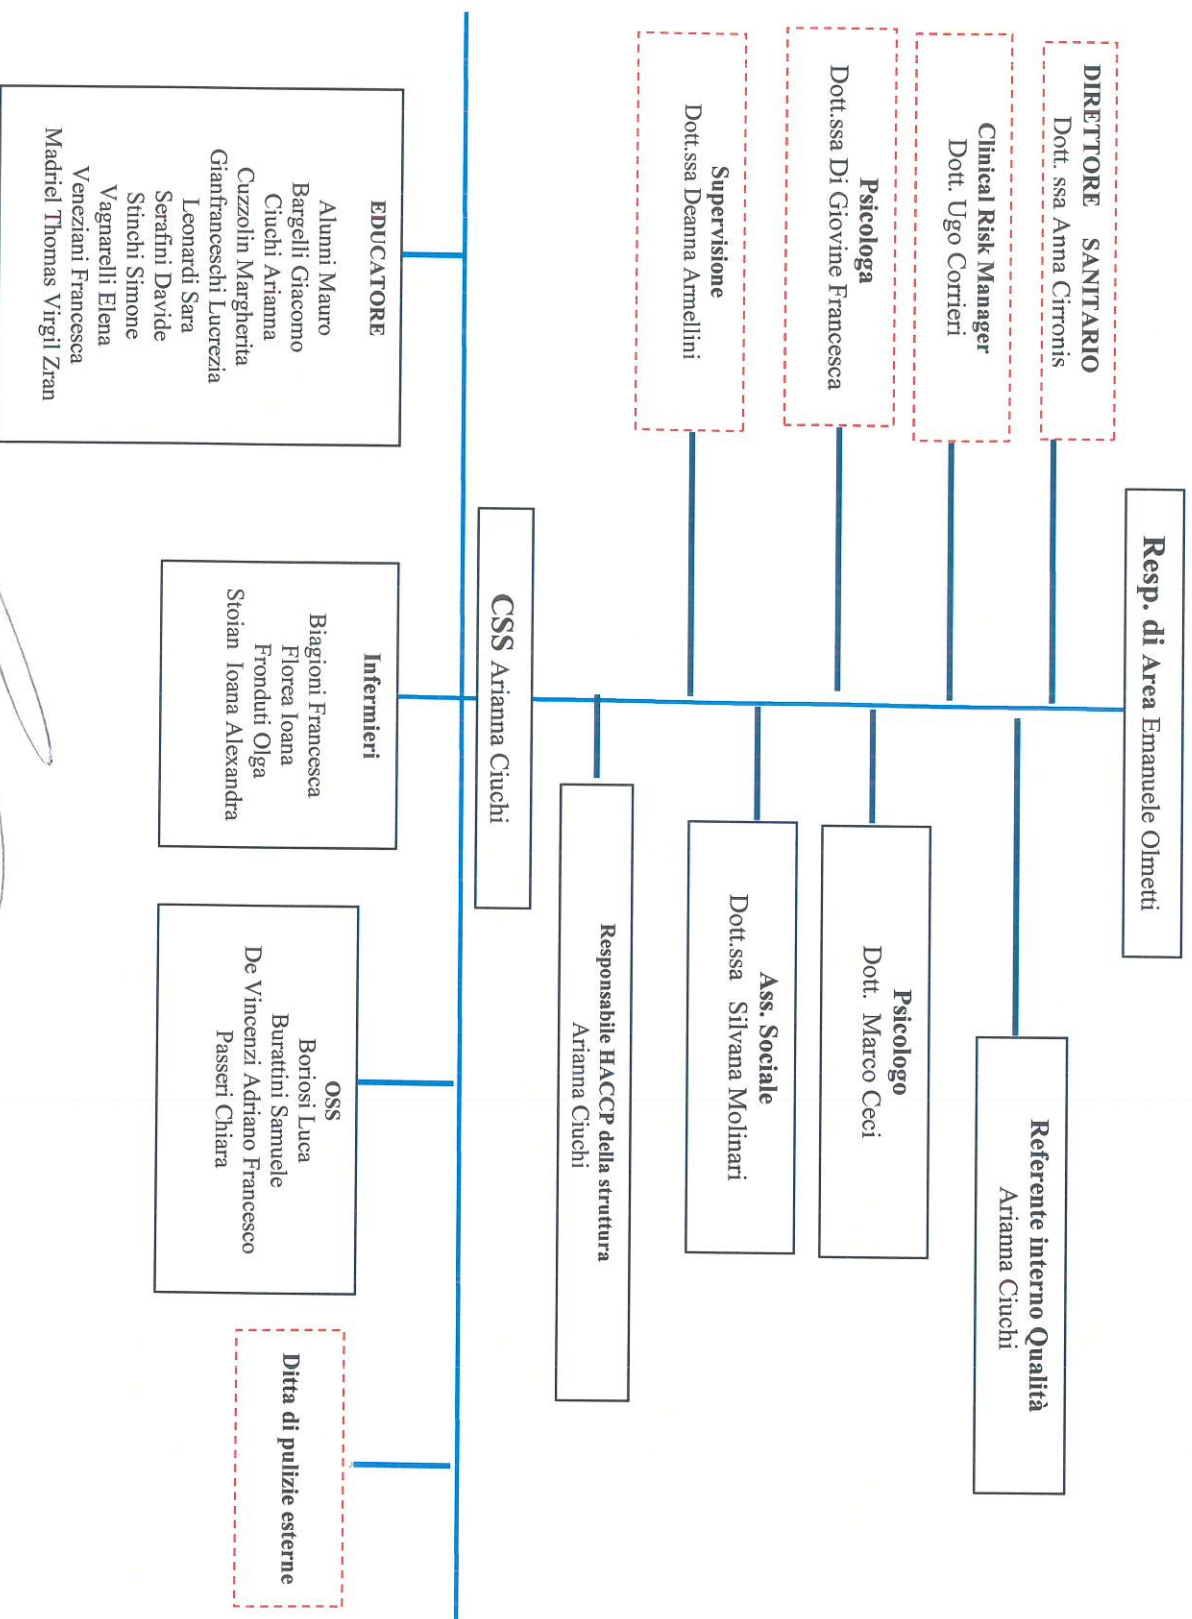 Resp. di Area Emanuele Olmetti
DIRETTORE SANITARIO
Dott. ssa Anna Cirronis
Clinical Risk Manager
Dott. Ugo Corrieri
Psicologa
Dott.ssa Di Giovine Francesca
Supervisione
Dott.ssa Deanna Armellini
Referente interno Qualità
Arianna Ciuchi
Psicologo
Dott. Marco Ceci
Ass. Sociale
Dott.ssa Silvana Molinari
Responsabile HACCP della struttura
Arianna Ciuchi
CSS Arianna Ciuchi
EDUCATORE
Alunni Mauro
Bargelli Giacomo
Ciuchi Arianna
Cuzzolin Margherita
Gianfranceschi Lucrezia
Leonardi Sara
Serafini Davide
Stinchi Simone
Vagnarelli Elena
Veneziani Francesca
Madriel Thomas Virgil Zran
Infermieri
Biagioni Francesca
Florea Ioana
Fronduti Olga
Stoian Ioana Alexandra
OSS
Boriosi Luca
Burattini Samuele
De Vincenzi Adriano Francesco
Passeri Chiara
Ditta di pulizie esterne